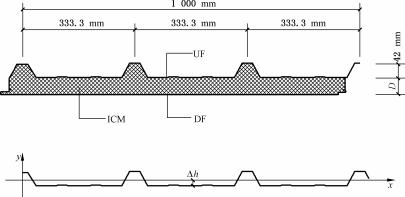 1 000 mm
333.3 mm 333.3 mm 333.3 mm
UF
42 mm
D
ICM DF
y
Δh
x